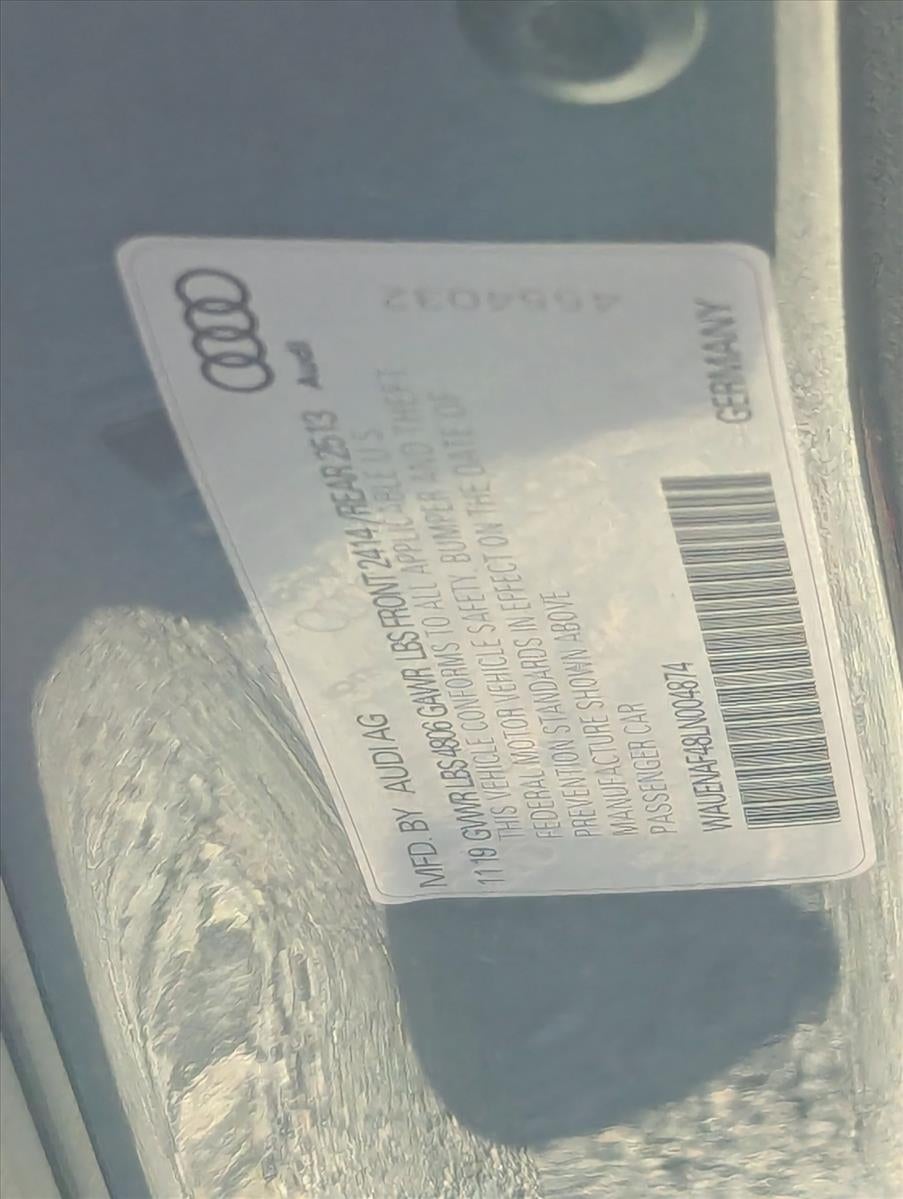 Audi
MFD. BY AUDI AG
11 19 GVWR LBS 4806 GAWR LBS FRONT 2414 / REAR 2513
THIS VEHICLE CONFORMS TO ALL APPLICABLE U S
FEDERAL MOTOR VEHICLE SAFETY BUMPER AND THEFT
PREVENTION STANDARDS IN EFFECT ON THE DATE OF
MANUFACTURE SHOWN ABOVE
PASSENGER CAR
WAUENAF48LN004874
GERMANY
4554032